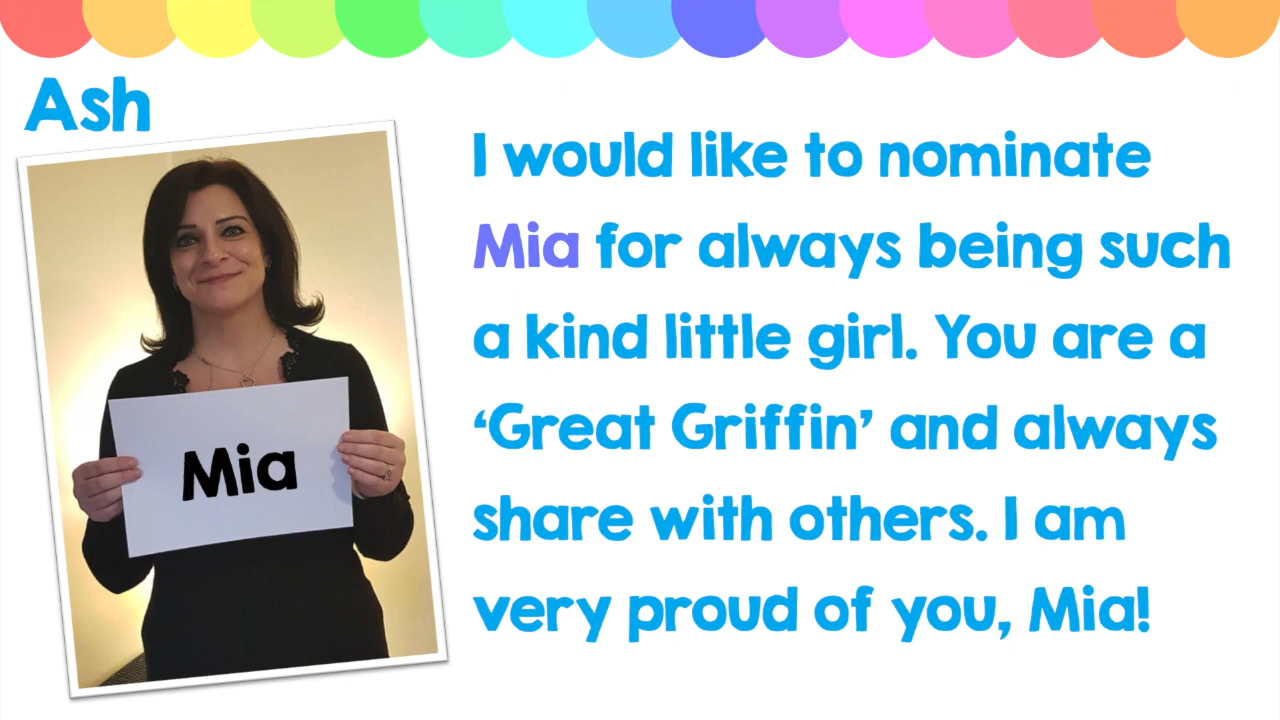 Ash
Mia
I would like to nominate
Mia for always being such
a kind little girl. You are a
‘Great Griffin’ and always
share with others. I am
very proud of you, Mia!